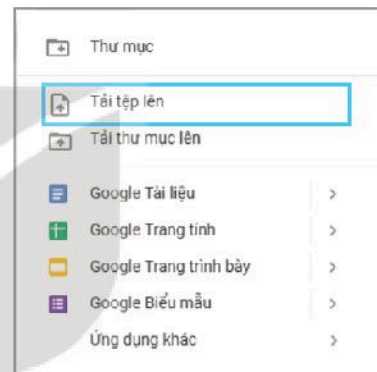 Thư mục
Tải tệp lên
Tải thư mục lên
Google Tài liệu
Google Trang tính
Google Trang trình bày
Google Biểu mẫu
Ứng dụng khác